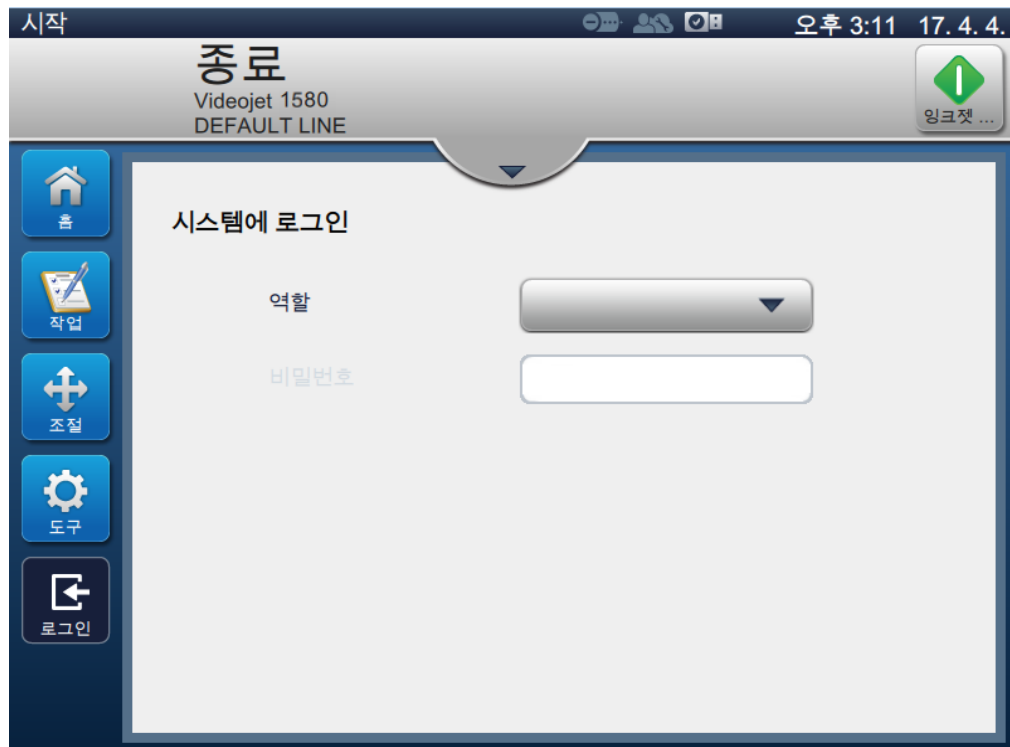 시작 오후 3:11 17. 4. 4.
종료
Videojet 1580
DEFAULT LINE
잉크젯 ...
홈
작업
조절
도구
로그인
시스템에 로그인
역할
비밀번호